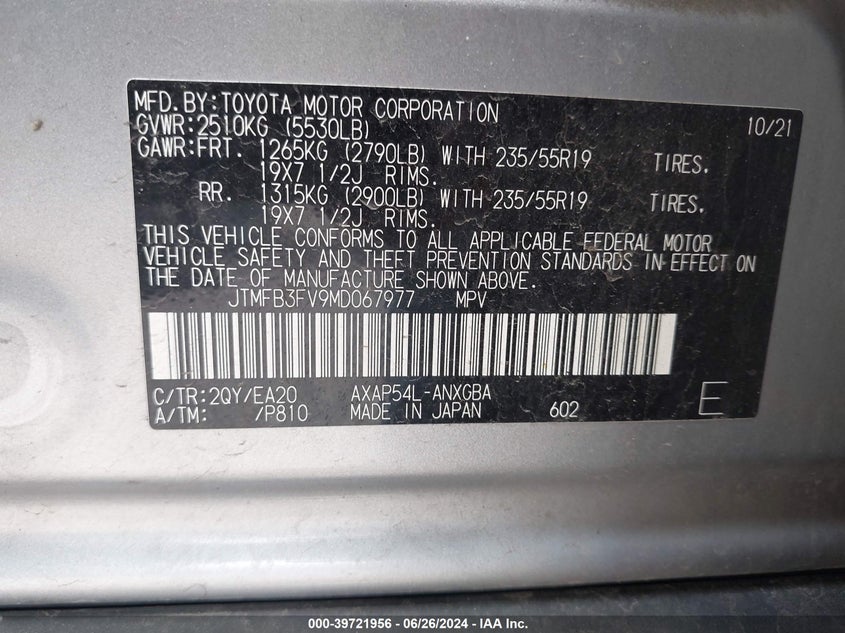 MFD.BY:TOYOTA MOTOR CORPORATION 10/21
GVWR:2510KG (5530LB)
GAWR:FRT. 1265KG (2790LB) WITH 235/55R19 TIRES.
19X7 1/2J RIMS.
RR. 1315KG (2900LB) WITH 235/55R19 TIRES.
19X7 1/2J RIMS.
THIS VEHICLE CONFORMS TO ALL APPLICABLE FEDERAL MOTOR
VEHICLE SAFETY AND THEFT PREVENTION STANDARDS IN EFFECT ON
THE DATE OF MANUFACTURE SHOWN ABOVE.
JTMFB3FV9MD067977 MPV
C/TR:2QY/EA20 AXAP54L-ANXGBA
A/TM: /P810 MADE IN JAPAN 602 E
000-39721956 - 06/26/2024 - IAA Inc.